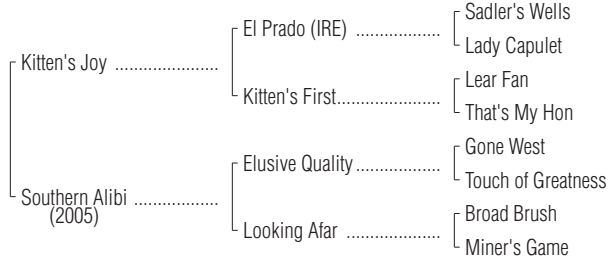 Sadler's Wells
El Prado (IRE) ..................
Lady Capulet
Kitten's Joy ......................
Lear Fan
Kitten's First......................
That's My Hon
Gone West
Elusive Quality ..................
Touch of Greatness
Southern Alibi ..................
(2005)
Broad Brush
Looking Afar ....................
Miner's Game